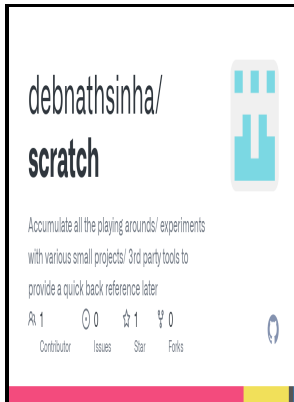 debnathsinha/
scratch
Accumulate all the playing arounds/ experiments
with various small projects/ 3rd party tools to
provide a quick back reference later
1 0 1 0
Contributor Issues Star Forks